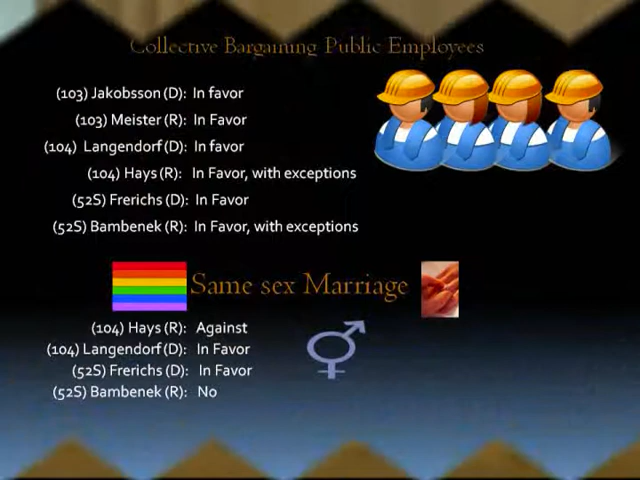 Collective Bargaining Public Employees
(103) Jakobsson (D): In favor
(103) Meister (R): In Favor
(104) Langendorf (D): In favor
(104) Hays (R): In Favor, with exceptions
(52S) Frerichs (D): In Favor
(52S) Bambenek (R): In Favor, with exceptions
Same sex Marriage
(104) Hays (R): Against
(104) Langendorf (D): In Favor
(52S) Frerichs (D): In Favor
(52S) Bambenek (R): No